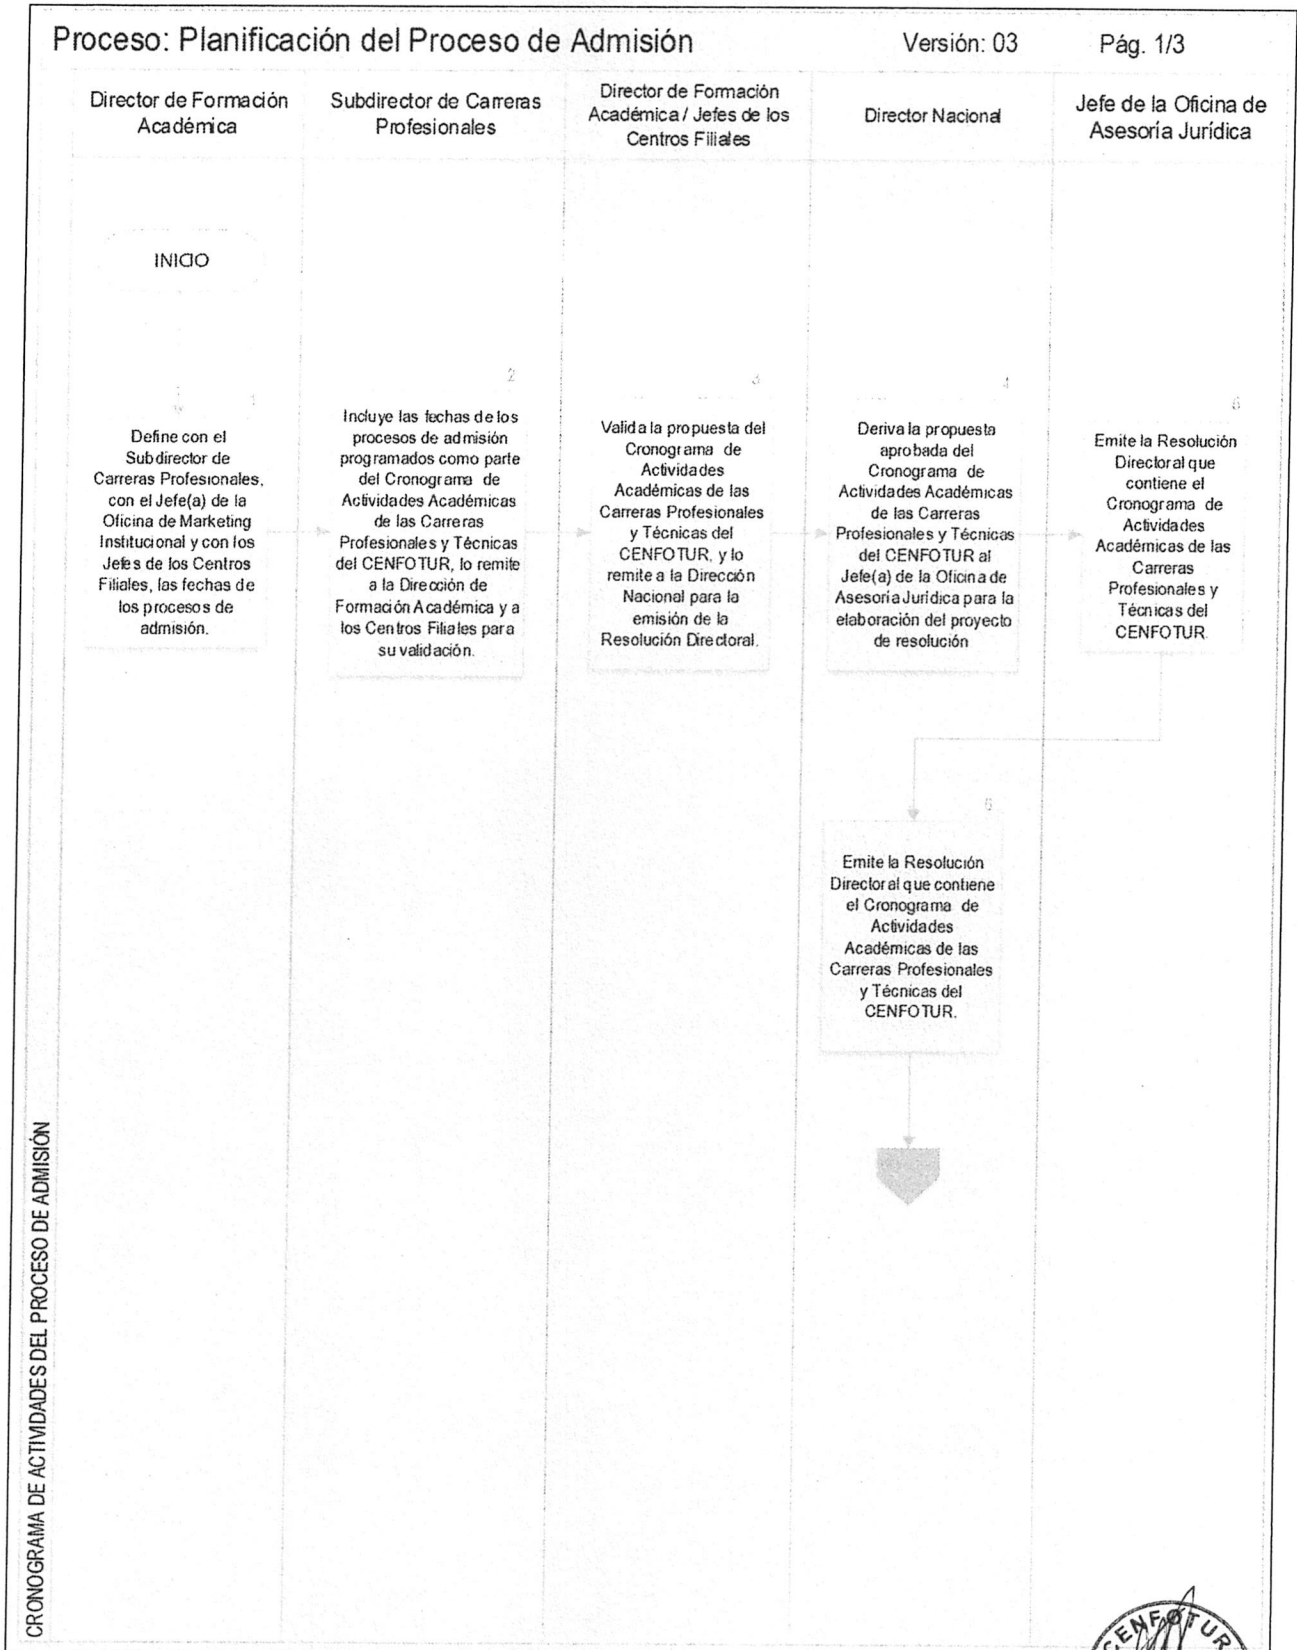 Proceso: Planificación del Proceso de Admisión
Versión: 03
Pág. 1/3
Director de Formación
Académica
Subdirector de Carreras
Profesionales
Director de Formación
Académica / Jefes de los
Centros Filiales
Director Nacional
Jefe de la Oficina de
Asesoría Jurídica
INICIO
1
Define con el
Subdirector de
Carreras Profesionales,
con el Jefe(a) de la
Oficina de Marketing
Institucional y con los
Jefes de los Centros
Filiales, las fechas de
los procesos de
admisión.
2
Incluye las fechas de los
procesos de admisión
programados como parte
del Cronograma de
Actividades Académicas
de las Carreras
Profesionales y Técnicas
del CENFOTUR, lo remite
a la Dirección de
Formación Académica y a
los Centros Filiales para
su validación.
3
Valida la propuesta del
Cronograma de
Actividades
Académicas de las
Carreras Profesionales
y Técnicas del
CENFOTUR, y lo
remite a la Dirección
Nacional para la
emisión de la
Resolución Directoral.
4
Deriva la propuesta
aprobada del
Cronograma de
Actividades Académicas
de las Carreras
Profesionales y Técnicas
del CENFOTUR al
Jefe(a) de la Oficina de
Asesoría Jurídica para la
elaboración del proyecto
de resolución
6
Emite la Resolución
Directoral que
contiene el
Cronograma de
Actividades
Académicas de las
Carreras
Profesionales y
Técnicas del
CENFOTUR.
6
Emite la Resolución
Directoral que contiene
el Cronograma de
Actividades
Académicas de las
Carreras Profesionales
y Técnicas del
CENFOTUR.
CRONOGRAMA DE ACTIVIDADES DEL PROCESO DE ADMISIÓN
CENFOTUR